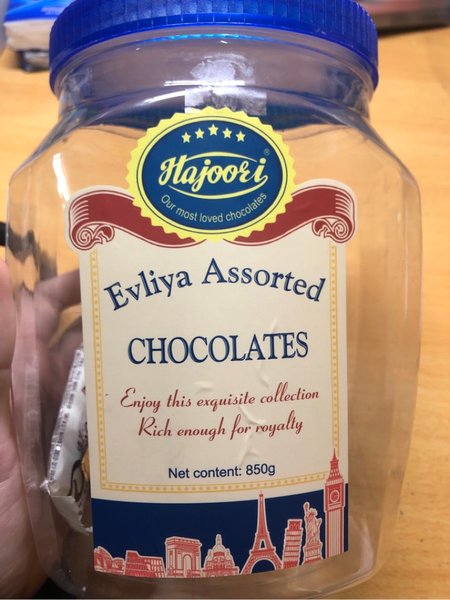 Hajoori®
Our most loved chocolates
Evliya Assorted
CHOCOLATES
Enjoy this exquisite collection
Rich enough for royalty
Net content: 850g